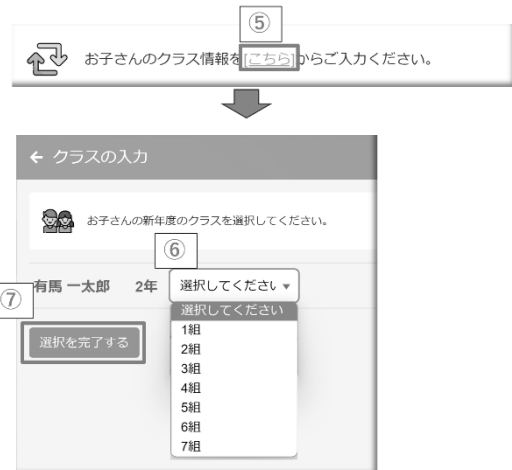 ⑤
お子さんのクラス情報を[こちら]からご入力ください。
← クラスの入力
お子さんの新年度のクラスを選択してください。
⑥
有馬 一太郎 2年 選択してください
⑦
選択してください
選択を完了する
1組
2組
3組
4組
5組
6組
7組